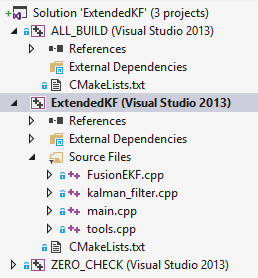 Solution 'ExtendedKF' (3 projects)
ALL_BUILD (Visual Studio 2013)
References
External Dependencies
CMakeLists.txt
ExtendedKF (Visual Studio 2013)
References
External Dependencies
Source Files
FusionEKF.cpp
kalman_filter.cpp
main.cpp
tools.cpp
CMakeLists.txt
ZERO_CHECK (Visual Studio 2013)